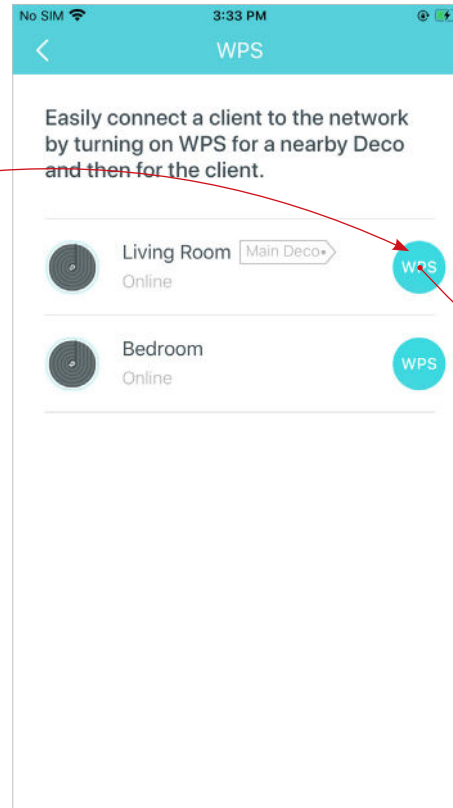 No SIM 3:33 PM
WPS
Easily connect a client to the network
by turning on WPS for a nearby Deco
and then for the client.
Living Room Main Deco
WPS
Online
Bedroom
WPS
Online